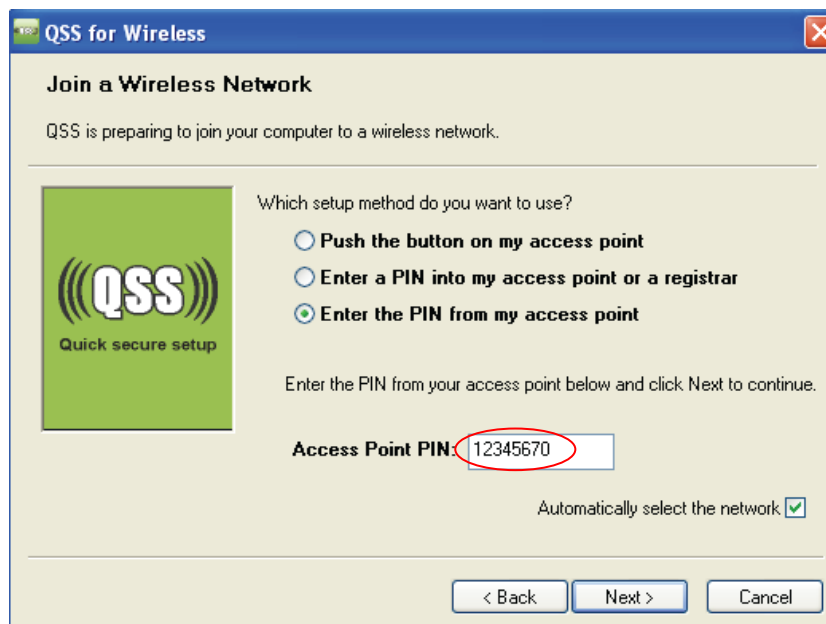 QSS for Wireless
Join a Wireless Network
QSS is preparing to join your computer to a wireless network.
Which setup method do you want to use?
Push the button on my access point
Enter a PIN into my access point or a registrar
Enter the PIN from my access point
(((QSS)))
Quick secure setup
Enter the PIN from your access point below and click Next to continue.
Access Point PIN: 12345670
Automatically select the network
< Back Next > Cancel